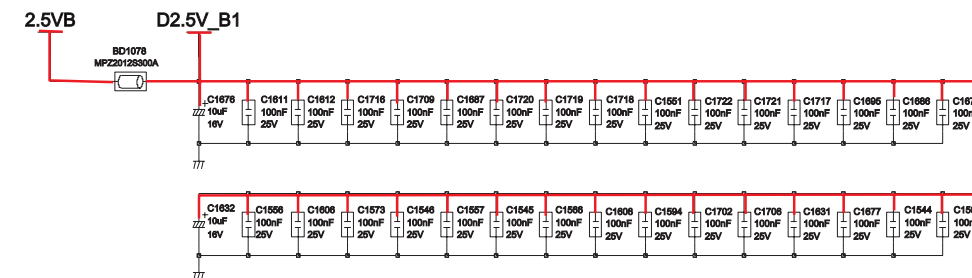 2.5VB
D2.5V_B1
BD1078
MPZ2012S300A
C1676 C1611 C1612 C1716 C1709 C1687 C1720 C1719 C1718 C1551 C1722 C1721 C1717 C1695 C1686
10uF 100nF 100nF 100nF 100nF 100nF 100nF 100nF 100nF 100nF 100nF 100nF 100nF 100nF 100nF
16V 25V 25V 25V 25V 25V 25V 25V 25V 25V 25V 25V 25V 25V 25V 25V
C1632 C1556 C1606 C1573 C1546 C1557 C1545 C1566 C1606 C1594 C1702 C1706 C1631 C1677 C1544
10uF 100nF 100nF 100nF 100nF 100nF 100nF 100nF 100nF 100nF 100nF 100nF 100nF 100nF 100nF
16V 25V 25V 25V 25V 25V 25V 25V 25V 25V 25V 25V 25V 25V 25V 25V